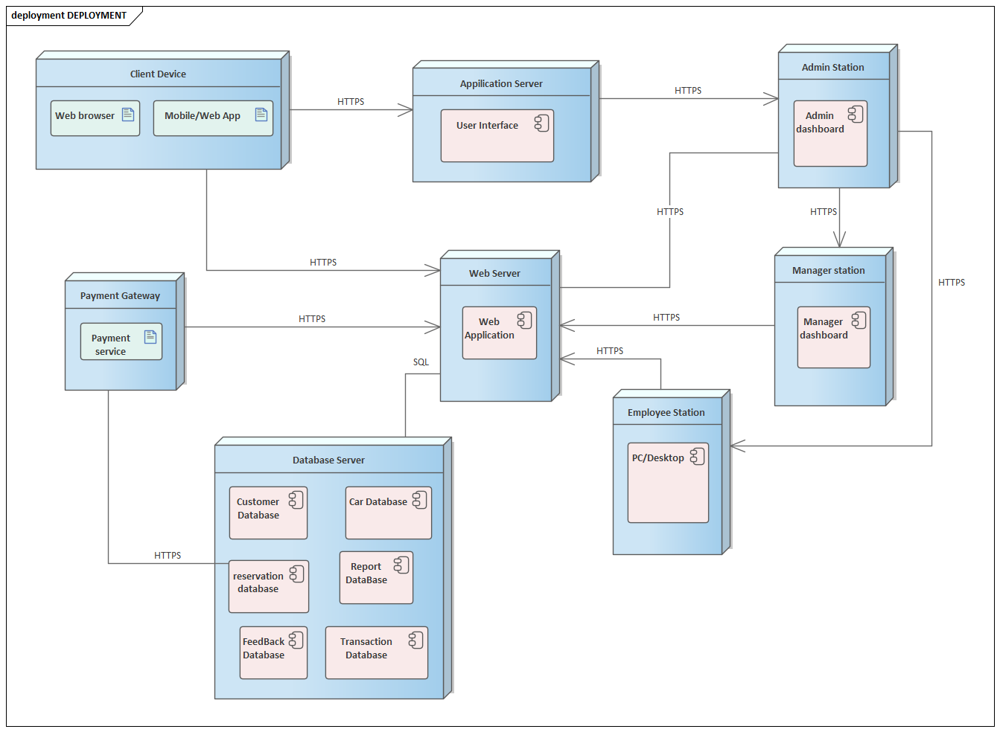 deployment DEPLOYMENT
Client Device
Web browser
Mobile/Web App
HTTPS
Appilication Server
User Interface
HTTPS
Admin Station
Admin
dashboard
HTTPS
HTTPS
HTTPS
HTTPS
Web Server
Web
Application
Manager station
Manager
dashboard
Payment Gateway
Payment
service
HTTPS
HTTPS
HTTPS
SQL
Employee Station
PC/Desktop
Database Server
Customer
Database
Car Database
HTTPS
reservation
database
Report
DataBase
FeedBack
Database
Transaction
Database